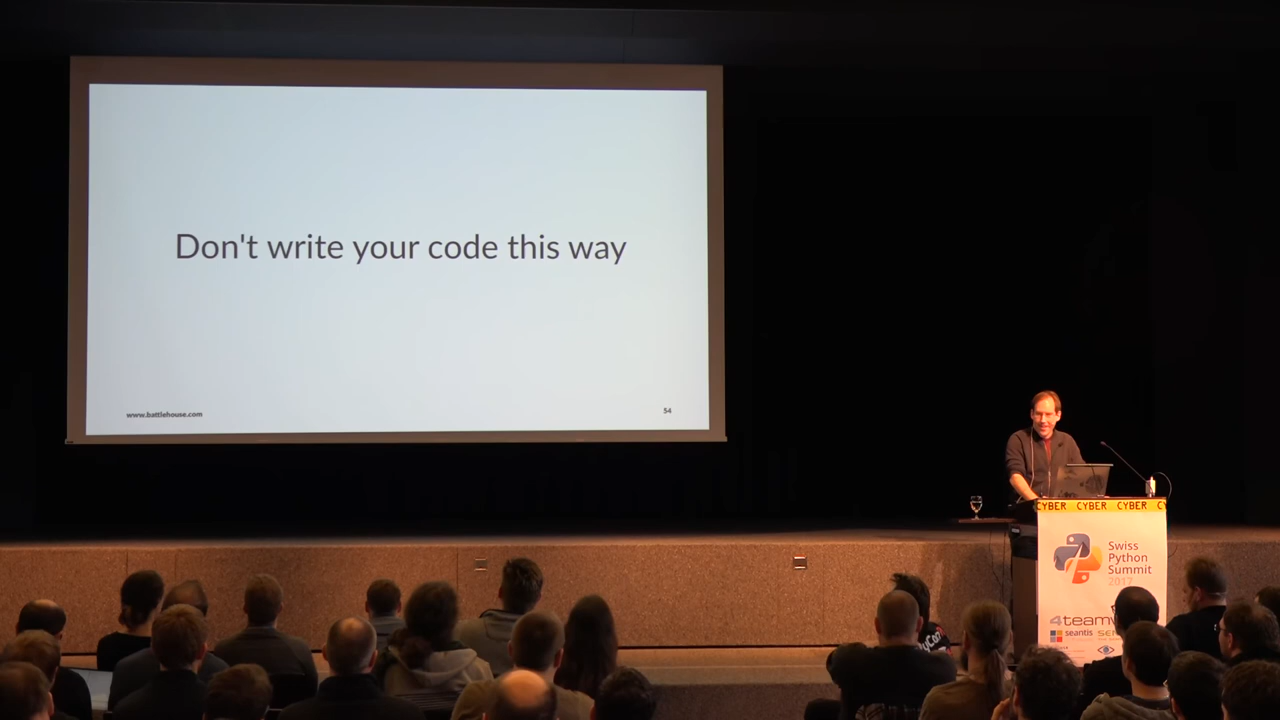 Don't write your code this way
www.battlehouse.com
54
CYBER CYBER CYBER CY
Swiss
Python
Summit
2017
4team
seantis